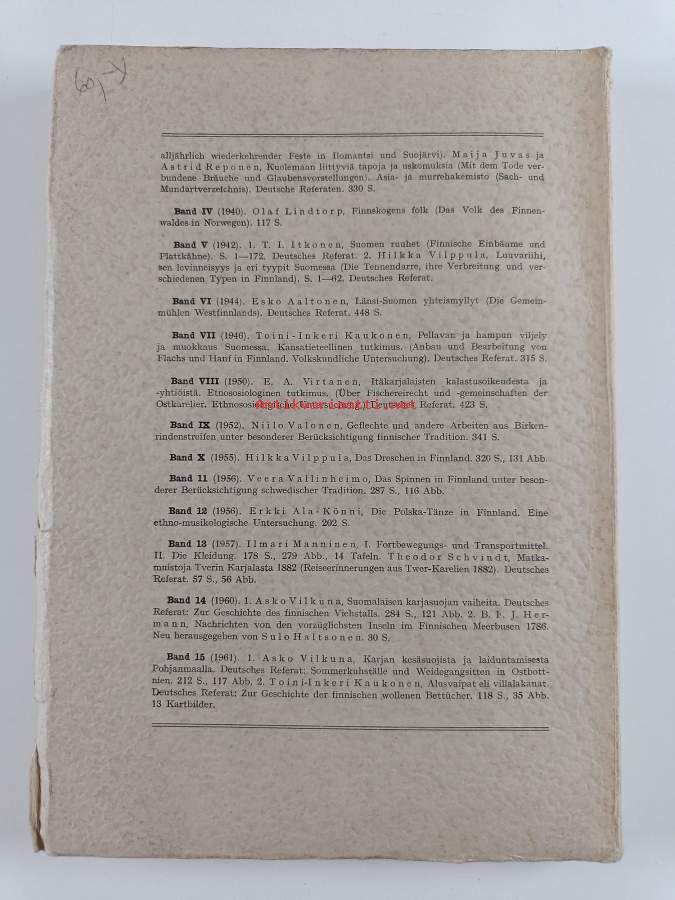 60,-
alljährlich wiederkehrender Feste in Ilomantsi und Suojärvi). Maija Juvas ja
Astrid Reponen, Kuolemaan liittyviä tapoja ja uskomuksia (Mit dem Tode ver-
bundene Bräuche und Glaubensvorstellungen). Asia- ja murrehakemisto (Sach- und
Mundartverzeichnis). Deutsche Referaten. 330 S.
Band IV (1940). Olaf Lindtorp, Finnskogens folk (Das Volk des Finnen-
waldes in Norwegen). 117 S.
Band V (1942). 1. T. I. Itkonen, Suomen ruuhet (Finnische Einbäume und
Plattkähne). S. 1—172. Deutsches Referat. 2. Hilkka Vilppula, Luuvariihi,
sen levinneisyys ja eri tyypit Suomessa (Die Tennendarre, ihre Verbreitung und ver-
schiedenen Typen in Finnland). S. 1—62. Deutsches Referat.
Band VI (1944). Esko Aaltonen, Länsi-Suomen yhteismyllyt (Die Gemein-
mühlen Westfinnlands). Deutsches Referat. 448 S.
Band VII (1946). Toini-Inkeri Kaukonen, Pellavan ja hampun viljely
ja muokkaus Suomessa. Kansatieteellinen tutkimus. (Anbau und Bearbeitung von
Flachs und Hanf in Finnland. Volkskundliche Untersuchung). Deutsches Referat. 315 S.
Band VIII (1950). E. A. Virtanen, Itäkarjalaisten kalastusoikeudesta ja
-yhtiöistä. Etnososiologinen tutkimus. (Über Fischereirecht und -gemeinschaften der
Ostkarelier. Ethnososiologische Untersuchung.) Deutsches Referat. 423 S.
Band IX (1952). Niilo Valonen, Geflechte und andere Arbeiten aus Birken-
rindenstreifen unter besonderer Berücksichtigung finnischer Tradition. 341 S.
Band X (1955). Hilkka Vilppula, Das Dreschen in Finnland. 320 S., 131 Abb.
Band 11 (1956). Veera Vallinheimo, Das Spinnen in Finnland unter beson-
derer Berücksichtigung schwedischer Tradition. 287 S., 116 Abb.
Band 12 (1956). Erkki Ala-Könni, Die Polska-Tänze in Finnland. Eine
ethno-musikologische Untersuchung. 202 S.
Band 13 (1957). Ilmari Manninen, I. Fortbewegungs- und Transportmittel.
II. Die Kleidung. 178 S., 279 Abb., 14 Tafeln. Theodor Schvindt, Matka-
muistoja Tverin Karjalasta 1882 (Reiseerinnerungen aus Twer-Karelien 1882). Deutsches
Referat. 57 S., 56 Abb.
Band 14 (1960). 1. Asko Vilkuna, Suomalaisen karjasuojan vaiheita. Deutsches
Referat: Zur Geschichte des finnischen Viehstalls. 284 S., 121 Abb. 2. B. F. J. Her-
mann, Nachrichten von den vorzüglichsten Inseln im Finnischen Meerbusen 1786.
Neu herausgegeben von Sulo Haltsonen. 30 S.
Band 15 (1961). 1. Asko Vilkuna, Karjan kesäsuojista ja laiduntamisesta
Pohjanmaalla. Deutsches Referat: Sommerkuhställe und Weidegangsitten in Ostbott-
nien. 212 S., 117 Abb. 2. Toini-Inkeri Kaukonen, Alusvaipat eli villalakanat.
Deutsches Referat: Zur Geschichte der finnischen wollenen Bettücher. 118 S., 35 Abb.
13 Kartbilder.